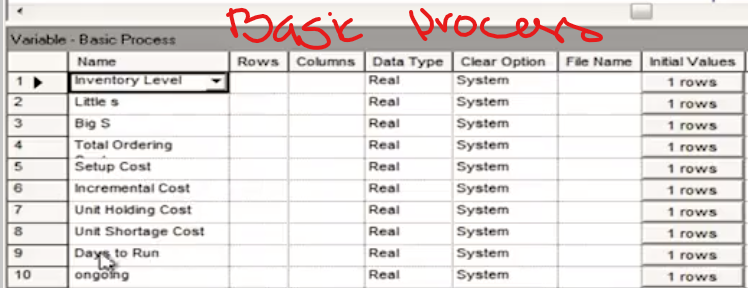 Basic Process
Variable - Basic Process
Name Rows Columns Data Type Clear Option File Name Initial Values
1 Inventory Level Real System 1 rows
2 Little s Real System 1 rows
3 Big S Real System 1 rows
4 Total Ordering Real System 1 rows
5 Setup Cost Real System 1 rows
6 Incremental Cost Real System 1 rows
7 Unit Holding Cost Real System 1 rows
8 Unit Shortage Cost Real System 1 rows
9 Days to Run Real System 1 rows
10 ongoing Real System 1 rows